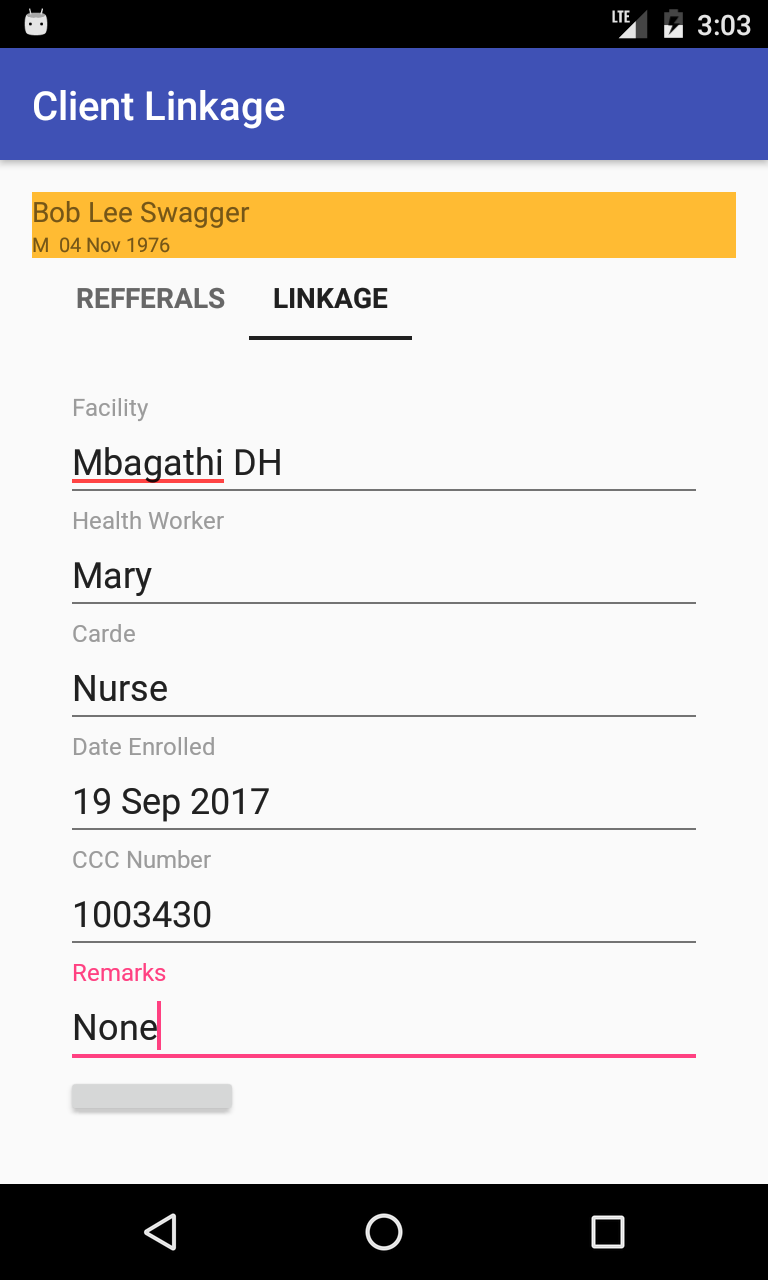 LTE 3:03
Client Linkage
Bob Lee Swagger
M 04 Nov 1976
REFFERALS LINKAGE
Facility
Mbagathi DH
Health Worker
Mary
Carde
Nurse
Date Enrolled
19 Sep 2017
CCC Number
1003430
Remarks
None